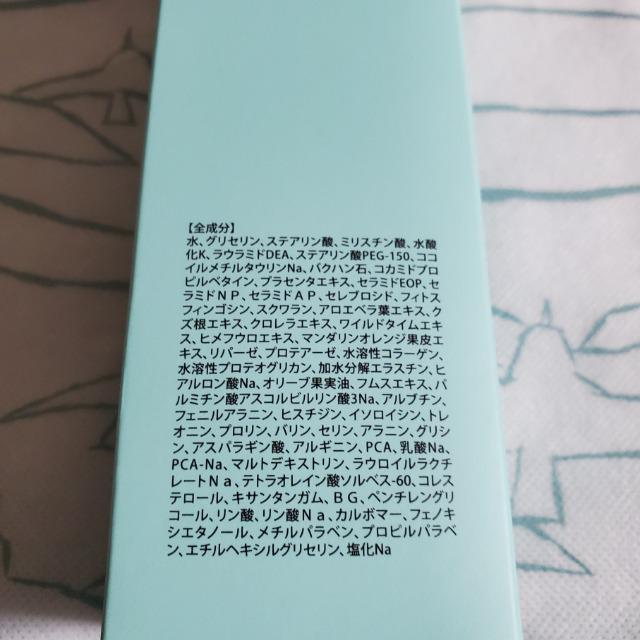 【全成分】
水、グリセリン、ステアリン酸、ミリスチン酸、水酸
化K、ラウラミドDEA、ステアリン酸PEG-150、ココ
イルメチルタウリンNa、バクハン石、コカミドプロ
ピルベタイン、プラセンタエキス、セラミドEOP、セ
ラミドＮＰ、セラミドＡＰ、セレブロシド、フィトス
フィンゴシン、スクワラン、アロエベラ葉エキス、ク
ズ根エキス、クロレラエキス、ワイルドタイムエキ
ス、ヒメフウロエキス、マンダリンオレンジ果皮エ
キス、リパーゼ、プロテアーゼ、水溶性コラーゲン、
水溶性プロテオグリカン、加水分解エラスチン、ヒ
アルロン酸Na、オリーブ果実油、フムスエキス、パ
ルミチン酸アスコルビルリン酸3Na、アルブチン、
フェニルアラニン、ヒスチジン、イソロイシン、トレ
オニン、プロリン、バリン、セリン、アラニン、グリシ
ン、アスパラギン酸、アルギニン、PCA、乳酸Na、
PCA-Na、マルトデキストリン、ラウロイルラクチ
レートＮａ、テトラオレイン酸ソルベス-60、コレス
テロール、キサンタンガム、ＢＧ、ペンチレングリ
コール、リン酸、リン酸Ｎａ、カルボマー、フェノキ
シエタノール、メチルパラベン、プロピルパラベ
ン、エチルヘキシルグリセリン、塩化Na